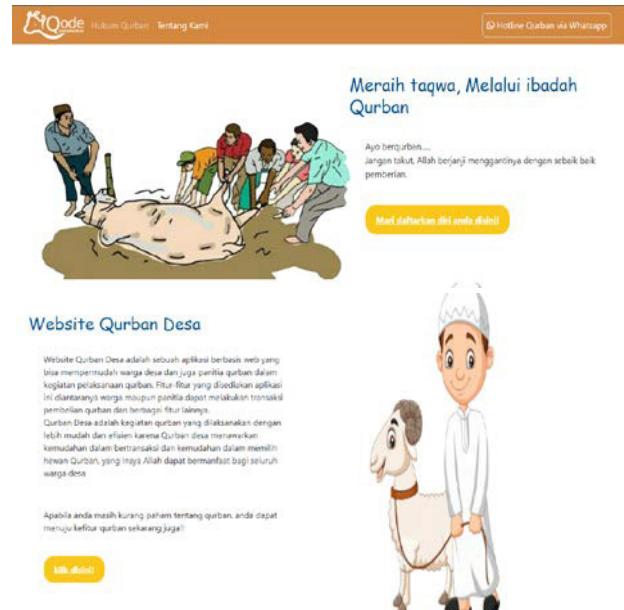 Qode
Hukum Qurban
Tentang Kami
Hotline Qurban via Whatsapp
Meraih taqwa, Melalui ibadah
Qurban
Ayo berqurban....
Jangan takut, Allah berjanji menggantinya dengan sebaik baik
pemberian.
Mari daftarkan diri anda disini!
Website Qurban Desa
Website Qurban Desa adalah sebuah aplikasi berbasis web yang
bisa mempermudah warga desa dan juga panitia qurban dalam
kegiatan pelaksanaan qurban. Fitur-fitur yang disediakan aplikasi
ini diantaranya warga maupun panitia dapat melakukan transaksi
pembelian qurban dan berbagai fitur lainnya.
Qurban Desa adalah kegiatan qurban yang dilaksanakan dengan
lebih mudah dan efisien karena Qurban desa menawarkan
kemudahan dalam bertransaksi dan kemudahan dalam memilih
hewan Qurban, yang insya Allah dapat bermanfaat bagi seluruh
warga desa
Apabila anda masih kurang paham tentang qurban, anda dapat
menuju kefitur qurban sekarang juga!!
klik disini!